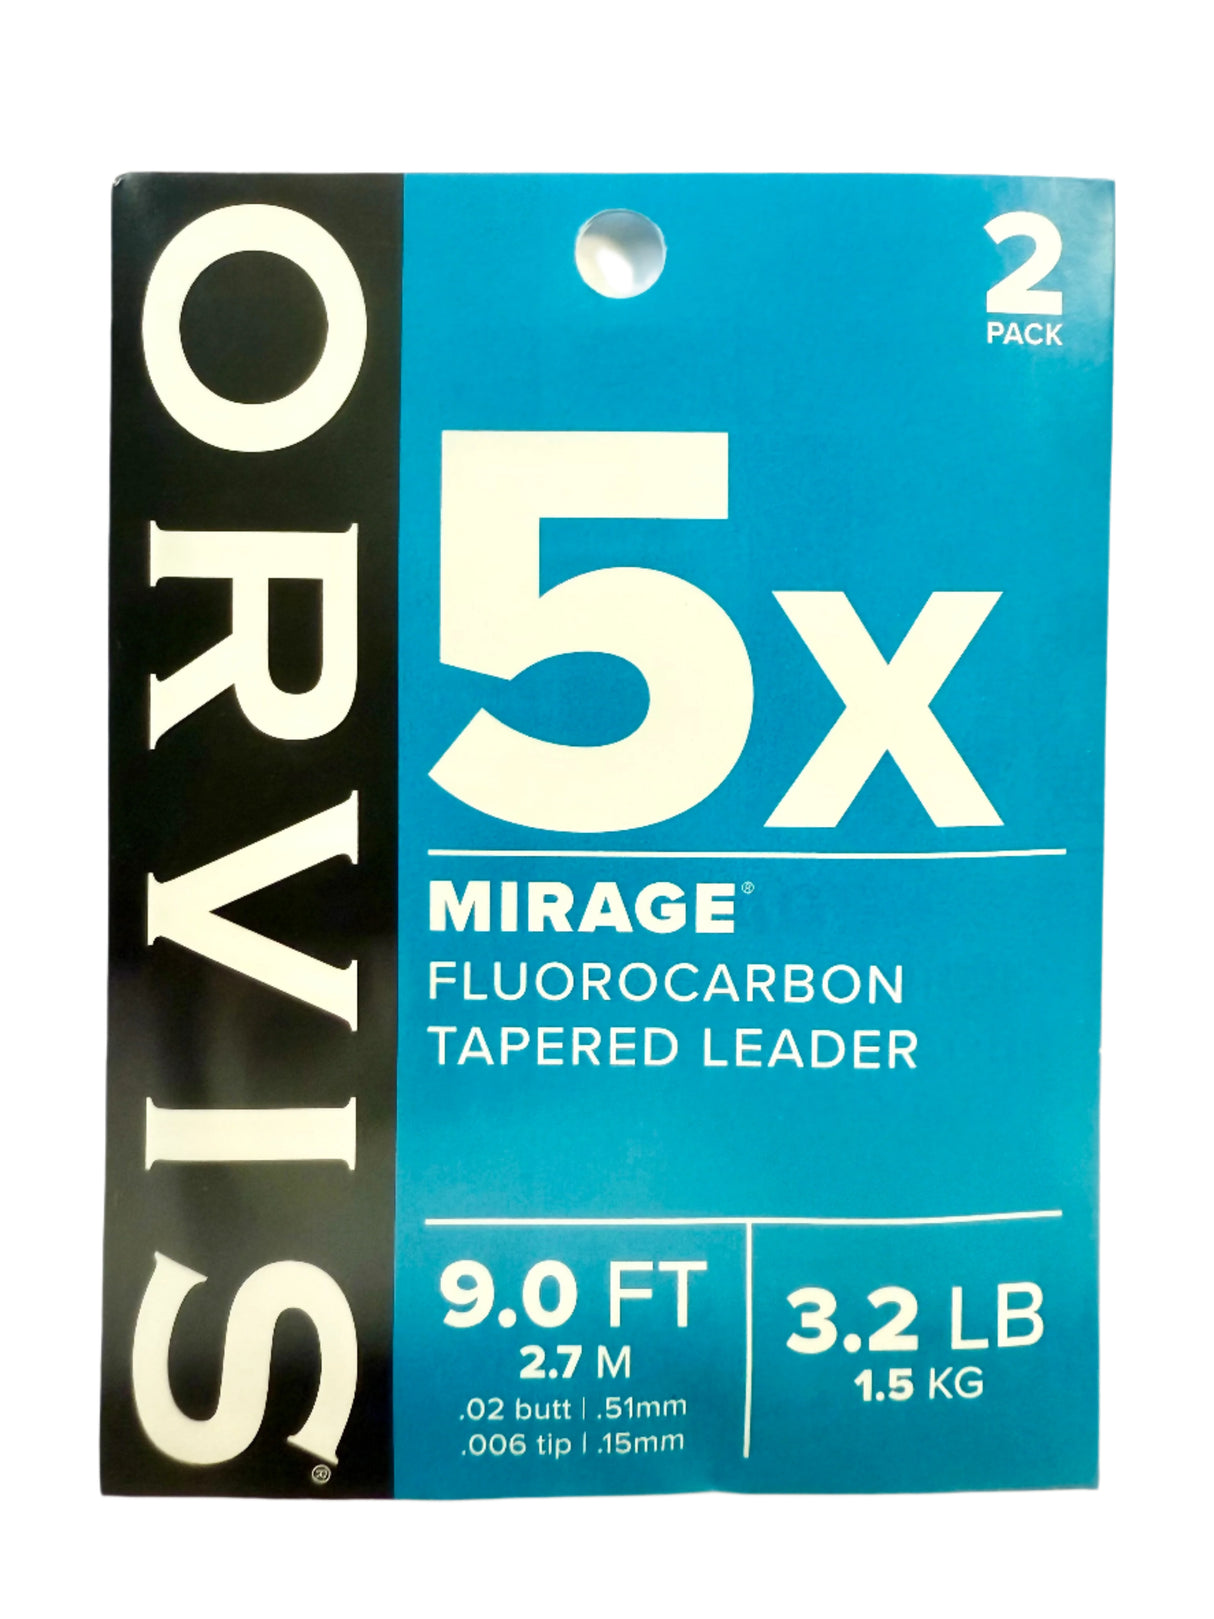 ORVIS®
2
PACK
5x
MIRAGE®
FLUOROCARBON
TAPERED LEADER
9.0 FT
2.7 M
.02 butt | .51mm
.006 tip | .15mm
3.2 LB
1.5 KG